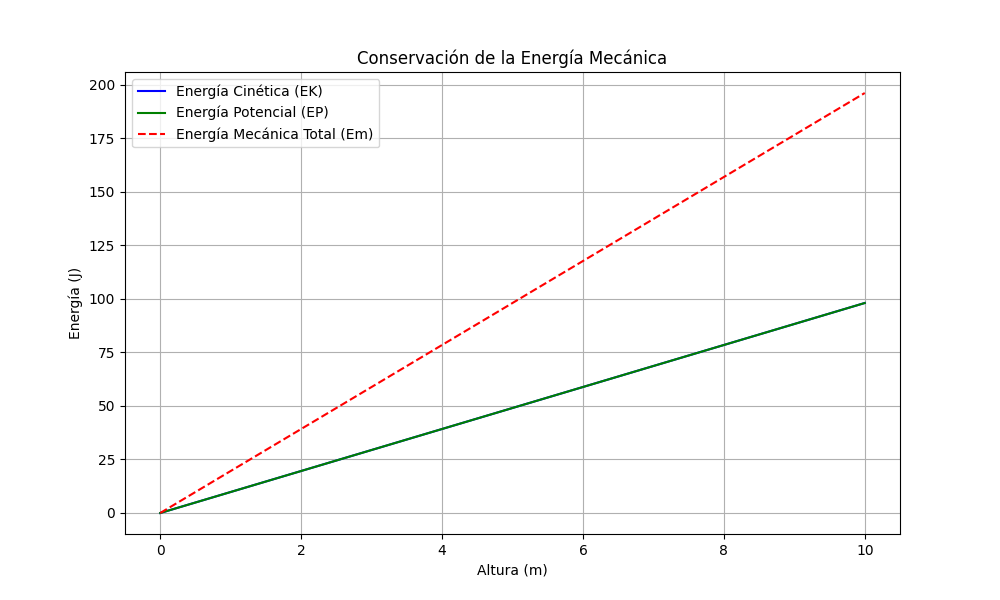 Conservación de la Energía Mecánica
Energía Cinética (EK)
Energía Potencial (EP)
Energía Mecánica Total (Em)
Energía (J)
200
175
150
125
100
75
50
25
0
0 2 4 6 8 10
Altura (m)